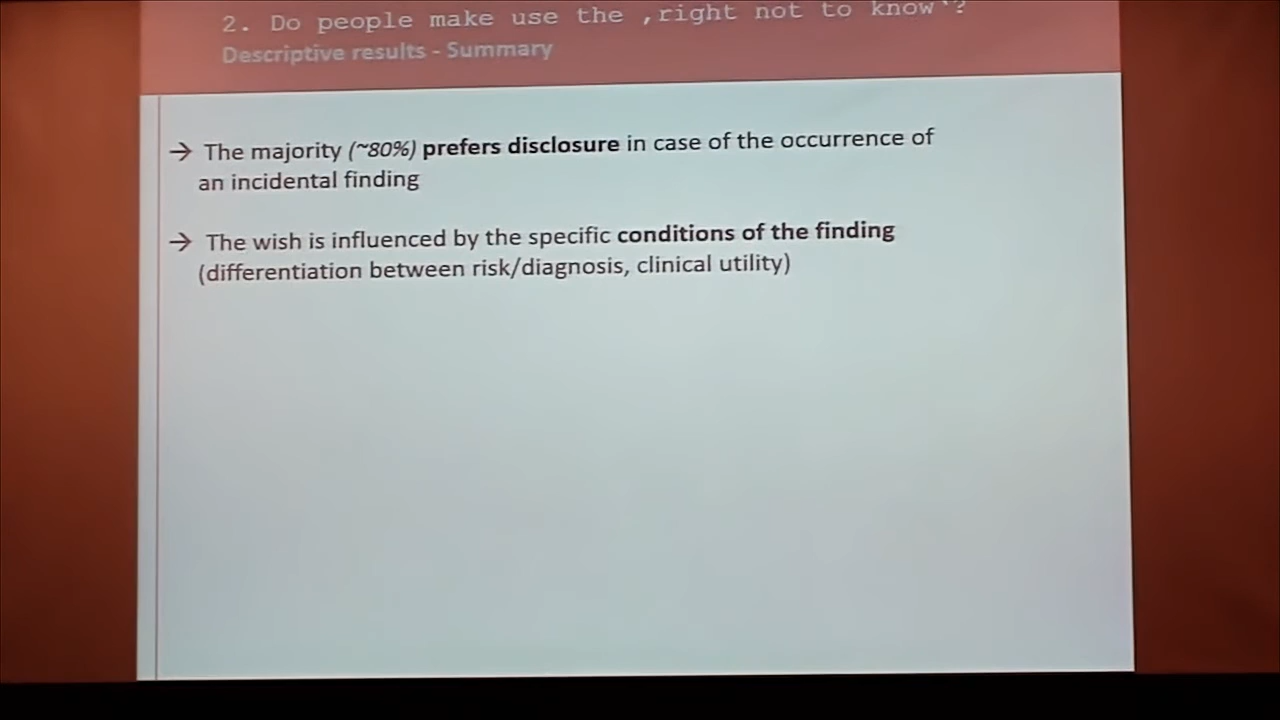 2. Do people make use the ‚right not to know‘?
Descriptive results - Summary
→ The majority (~80%) prefers disclosure in case of the occurrence of
an incidental finding
→ The wish is influenced by the specific conditions of the finding
(differentiation between risk/diagnosis, clinical utility)